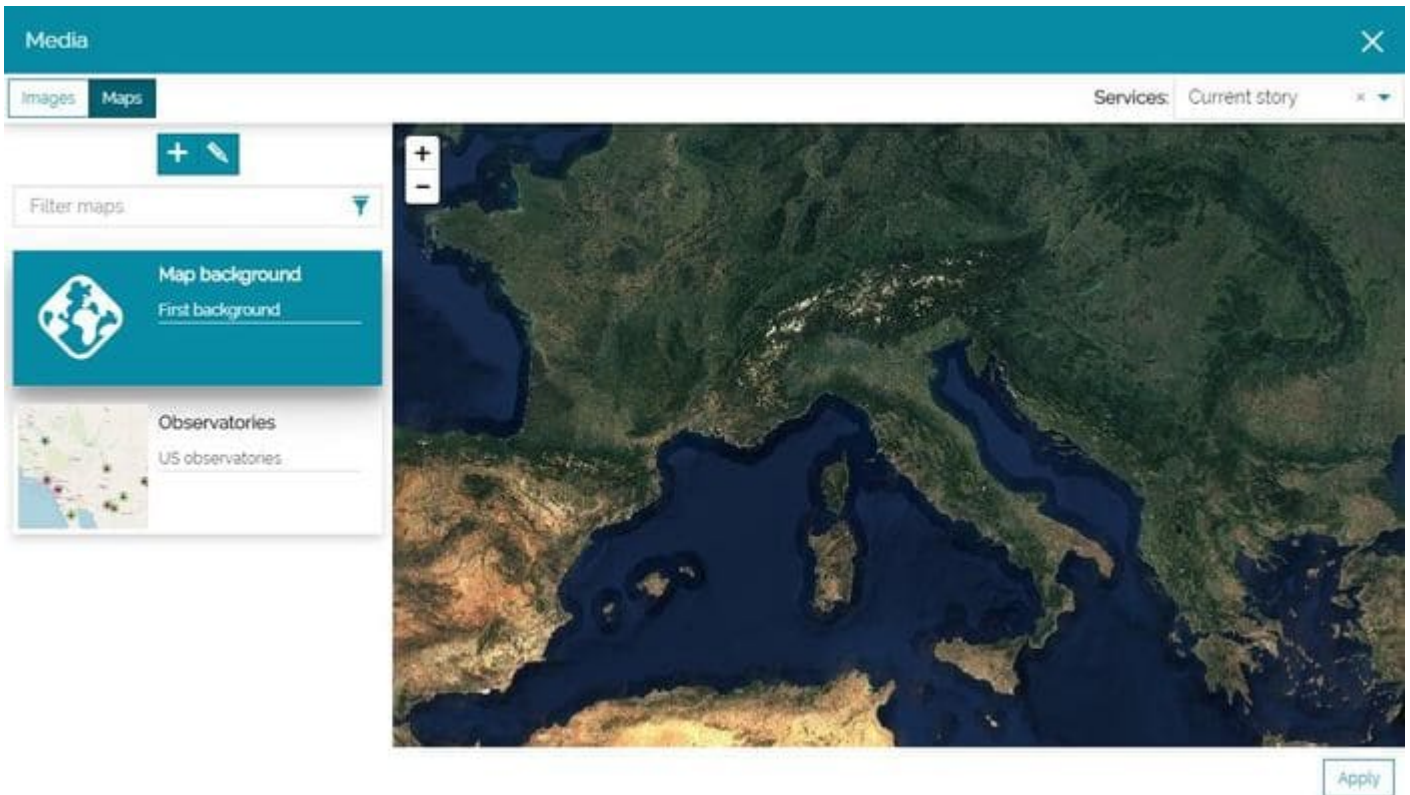 Media
Images Maps Services: Current story
Filter maps
Map background
First background
Observatories
US observatories
Apply